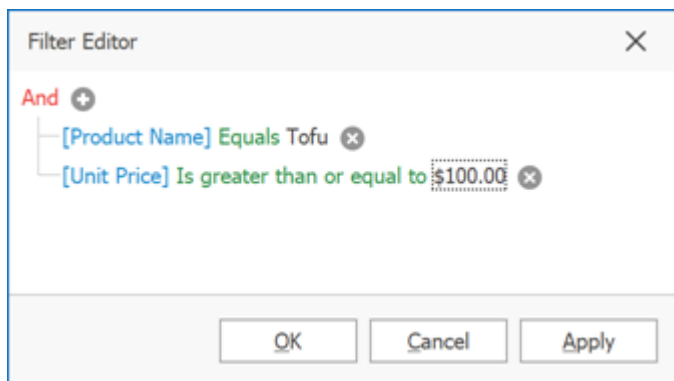 Filter Editor
And
[Product Name] Equals Tofu
[Unit Price] Is greater than or equal to $100.00
OK Cancel Apply